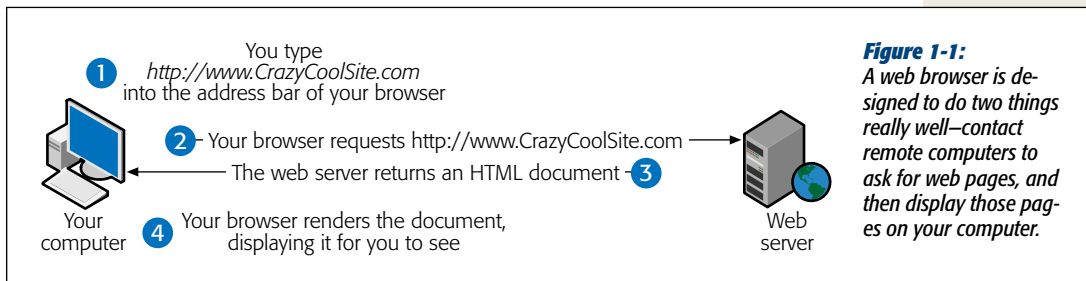 1
You type
http://www.CrazyCoolSite.com
into the address bar of your browser
2
Your browser requests http://www.CrazyCoolSite.com
The web server returns an HTML document
3
Your
computer
4
Your browser renders the document,
displaying it for you to see
Web
server
Figure 1-1:
A web browser is de-
signed to do two things
really well—contact
remote computers to
ask for web pages, and
then display those pag-
es on your computer.